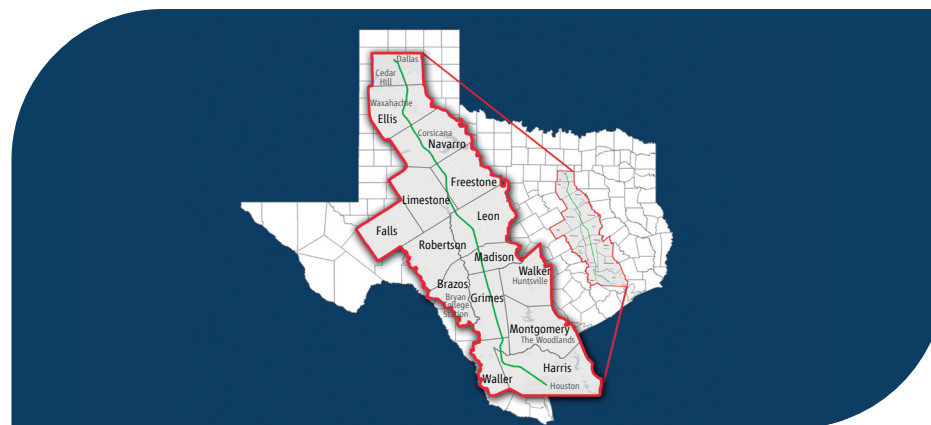 Dallas
Cedar
Hill
Waxahachie
Ellis
Corsicana
Navarro
Freestone
Limestone
Leon
Falls
Robertson
Madison
Walker
Huntsville
Brazos
Bryan
College
Station
Grimes
Montgomery
The Woodlands
Harris
Waller
Houston